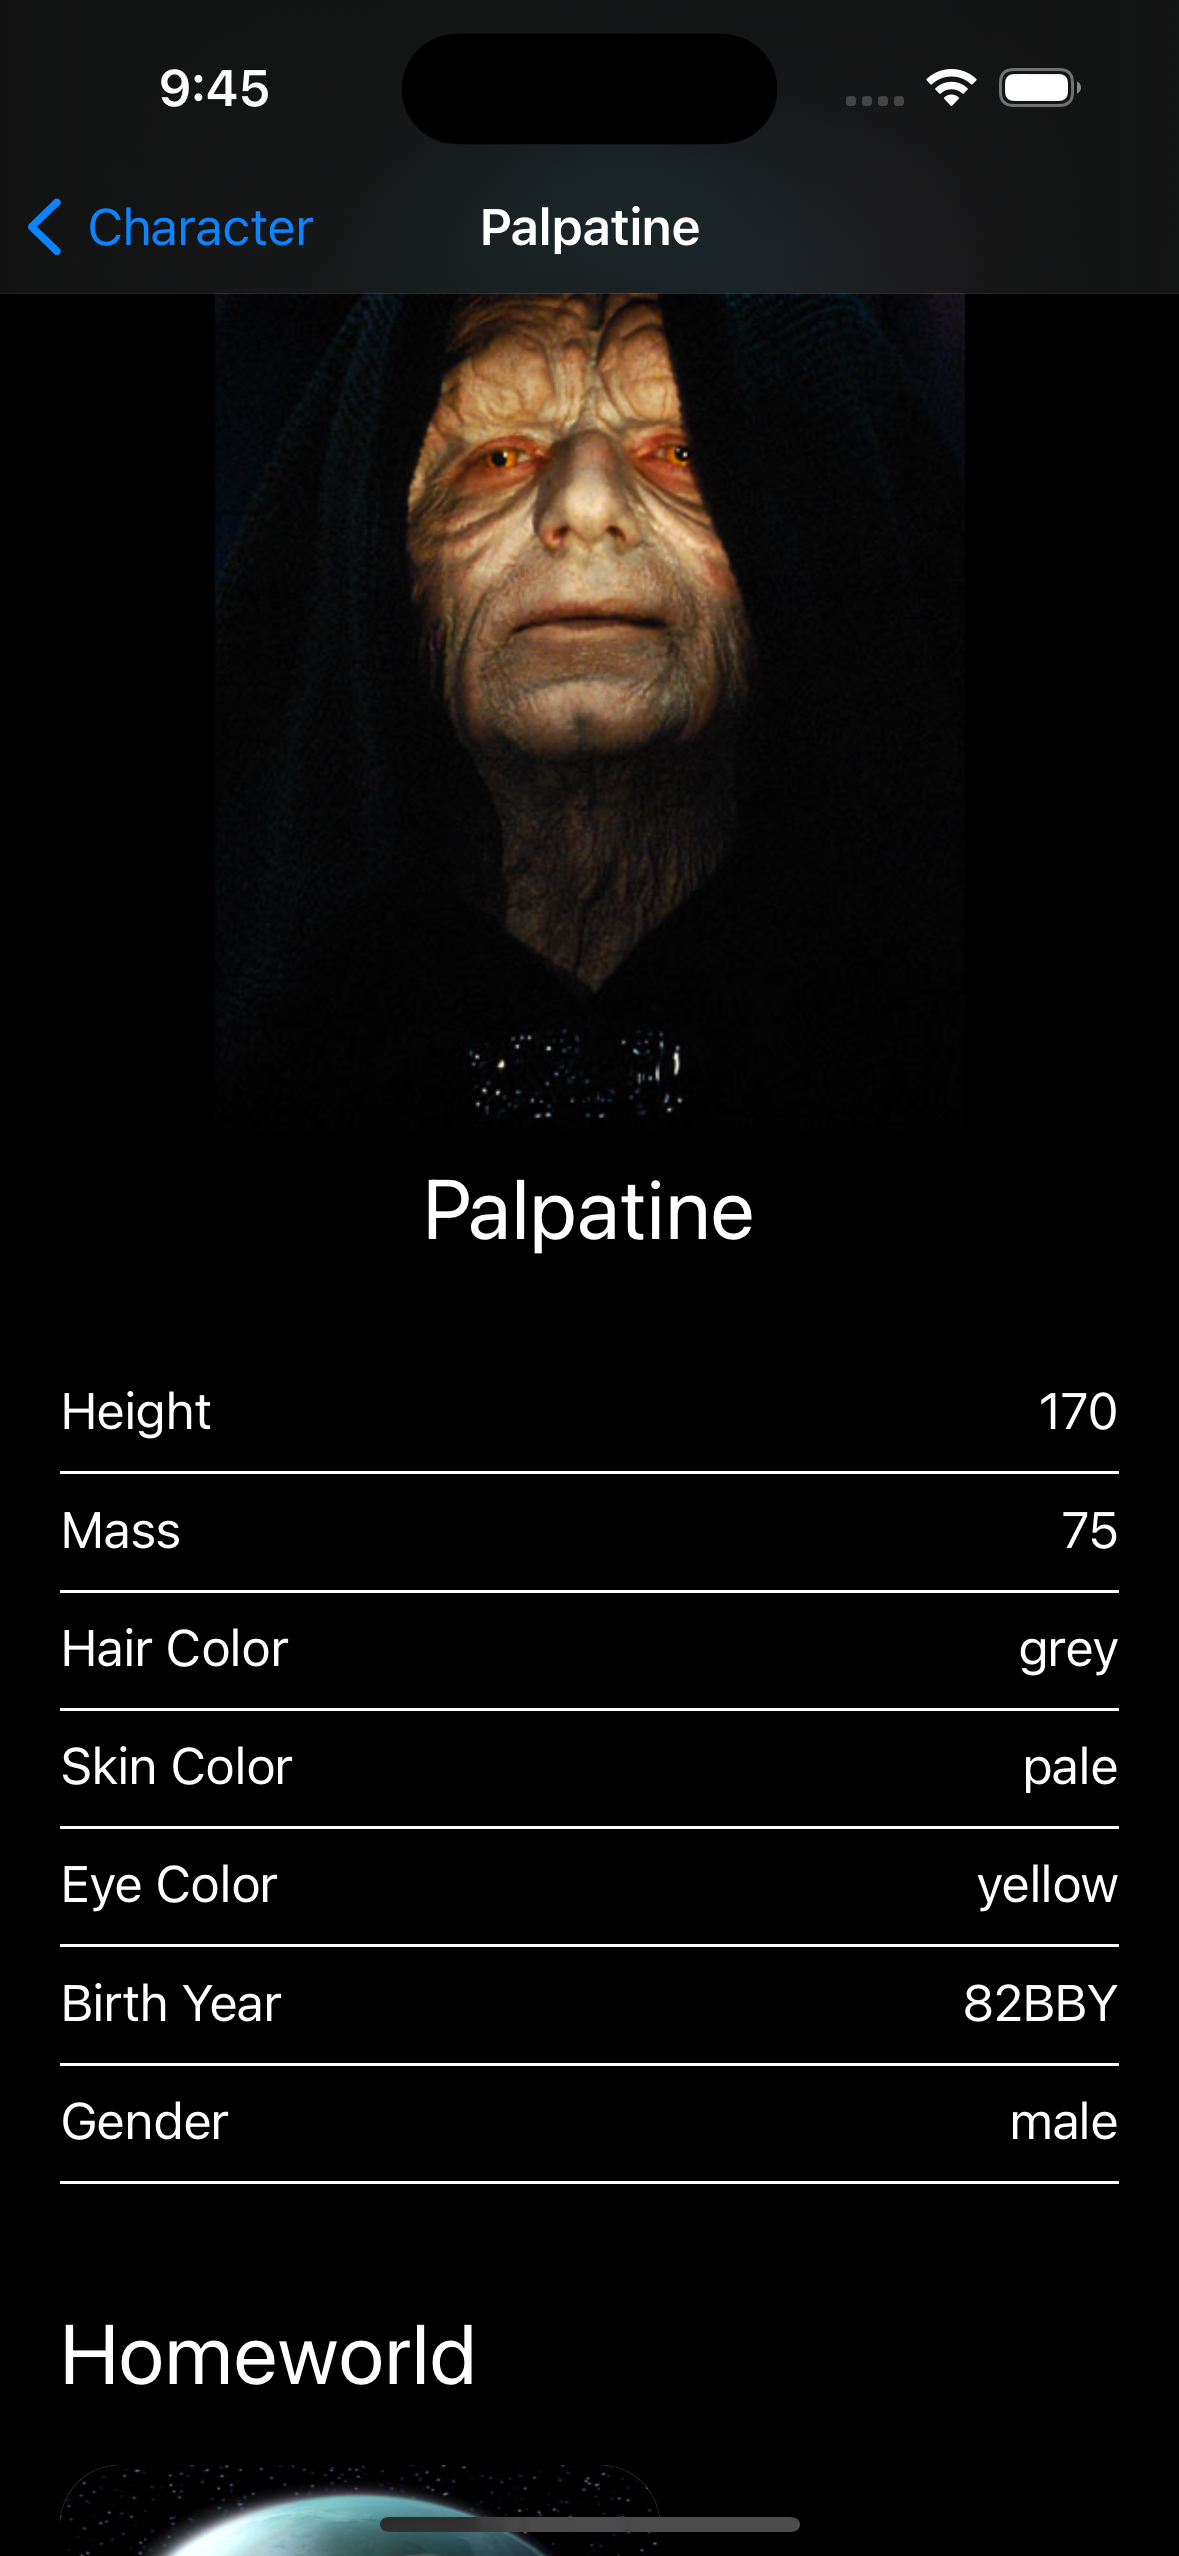 9:45
Character
Palpatine
Palpatine
Height 170
Mass 75
Hair Color grey
Skin Color pale
Eye Color yellow
Birth Year 82BBY
Gender male
Homeworld